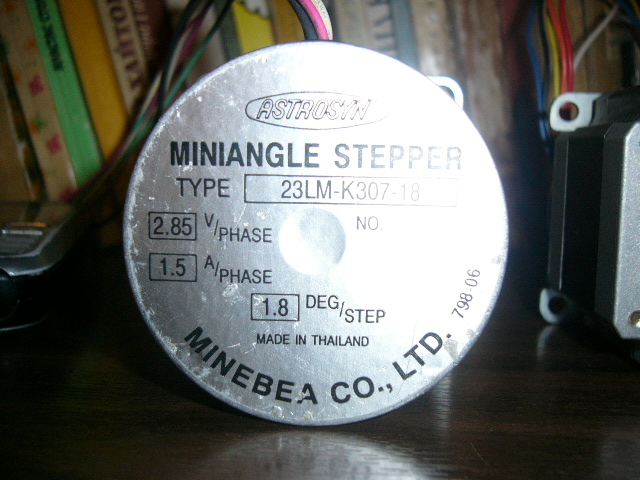 ASTROSYN
MINIANGLE STEPPER
TYPE 23LM-K307-18
2.85 V/PHASE NO.
1.5 A/PHASE
1.8 DEG/STEP
798-06
MADE IN THAILAND
MINEBEA CO., LTD.